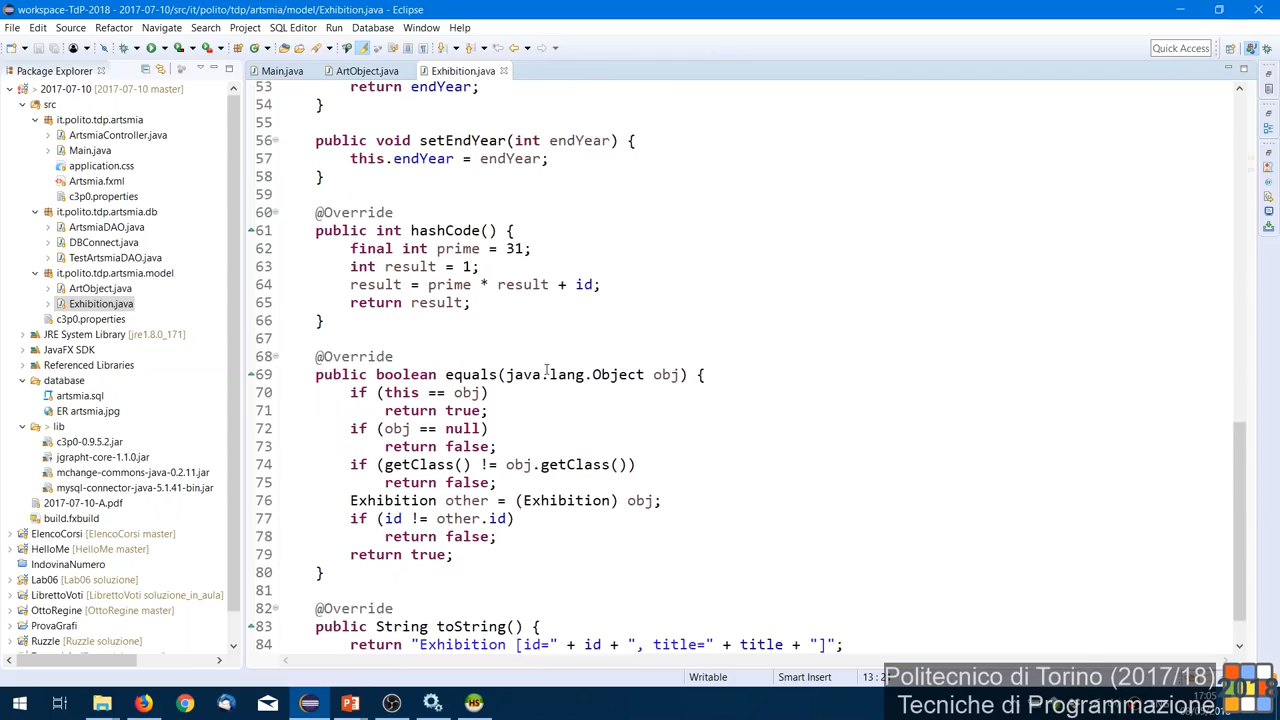 workspace-TdP-2018 - 2017-07-10/src/it/polito/tdp/artsmia/model/Exhibition.java - Eclipse
File Edit Source Refactor Navigate Search Project SQL Editor Run Database Window Help
Quick Access
Package Explorer
Main.java
ArtObject.java
Exhibition.java
2017-07-10 [2017-07-10 master]
src
it.polito.tdp.artsmia
ArtsmiaController.java
Main.java
application.css
Artsmia.fxml
c3p0.properties
it.polito.tdp.artsmia.db
ArtsmiaDAO.java
DBConnect.java
TestArtsmiaDAO.java
it.polito.tdp.artsmia.model
ArtObject.java
Exhibition.java
c3p0.properties
JRE System Library [jre1.8.0_171]
JavaFX SDK
Referenced Libraries
database
artsmia.sql
ER artsmia.jpg
lib
c3p0-0.9.5.2.jar
jgrapht-core-1.1.0.jar
mchange-commons-java-0.2.11.jar
mysql-connector-java-5.1.41-bin.jar
2017-07-10-A.pdf
build.fxbuild
ElencoCorsi [ElencoCorsi master]
HelloMe [HelloMe master]
IndovinaNumero
Lab06 [Lab06 soluzione]
LibrettoVoti [LibrettoVoti soluzione_in_aula]
OttoRegine [OttoRegine master]
ProvaGrafi
Ruzzle [Ruzzle soluzione]
53 return endYear;
54 }
55
56 public void setEndYear(int endYear) {
57 this.endYear = endYear;
58 }
59
60 @Override
61 public int hashCode() {
62 final int prime = 31;
63 int result = 1;
64 result = prime * result + id;
65 return result;
66 }
67
68 @Override
69 public boolean equals(java.lang.Object obj) {
70 if (this == obj)
71 return true;
72 if (obj == null)
73 return false;
74 if (getClass() != obj.getClass())
75 return false;
76 Exhibition other = (Exhibition) obj;
77 if (id != other.id)
78 return false;
79 return true;
80 }
81
82 @Override
83 public String toString() {
84 return "Exhibition [id=" + id + ", title=" + title + "]";
Writable
Smart Insert
Politecnico di Torino (2017/18)
Tecniche di Programmazione
2018
17:05